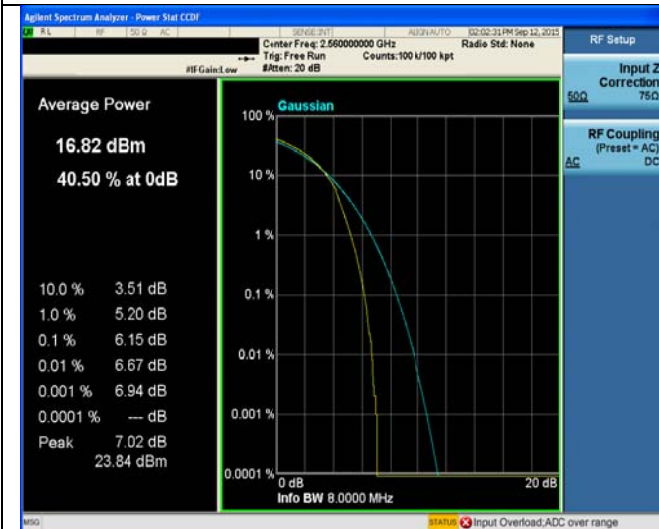 Agilent Spectrum Analyzer - Power Stat CCDF
RL RF 50 Ω AC SENSE:INT ALIGN AUTO 02:02:31 PM Sep 12, 2015
Center Freq: 2.560000000 GHz Radio Std: None
Trig: Free Run Counts:100 k/100 kpt
#IFGain:Low #Atten: 20 dB
RF Setup
Input Z
Correction
50Ω 75Ω
RF Coupling
(Preset = AC)
AC DC
Average Power
16.82 dBm
40.50 % at 0dB
10.0 % 3.51 dB
1.0 % 5.20 dB
0.1 % 6.15 dB
0.01 % 6.67 dB
0.001 % 6.94 dB
0.0001 % --- dB
Peak 7.02 dB
23.84 dBm
Gaussian
100 %
10 %
1 %
0.1 %
0.01 %
0.001 %
0.0001 %
0 dB 20 dB
Info BW 8.0000 MHz
MSG STATUS Input Overload;ADC over range